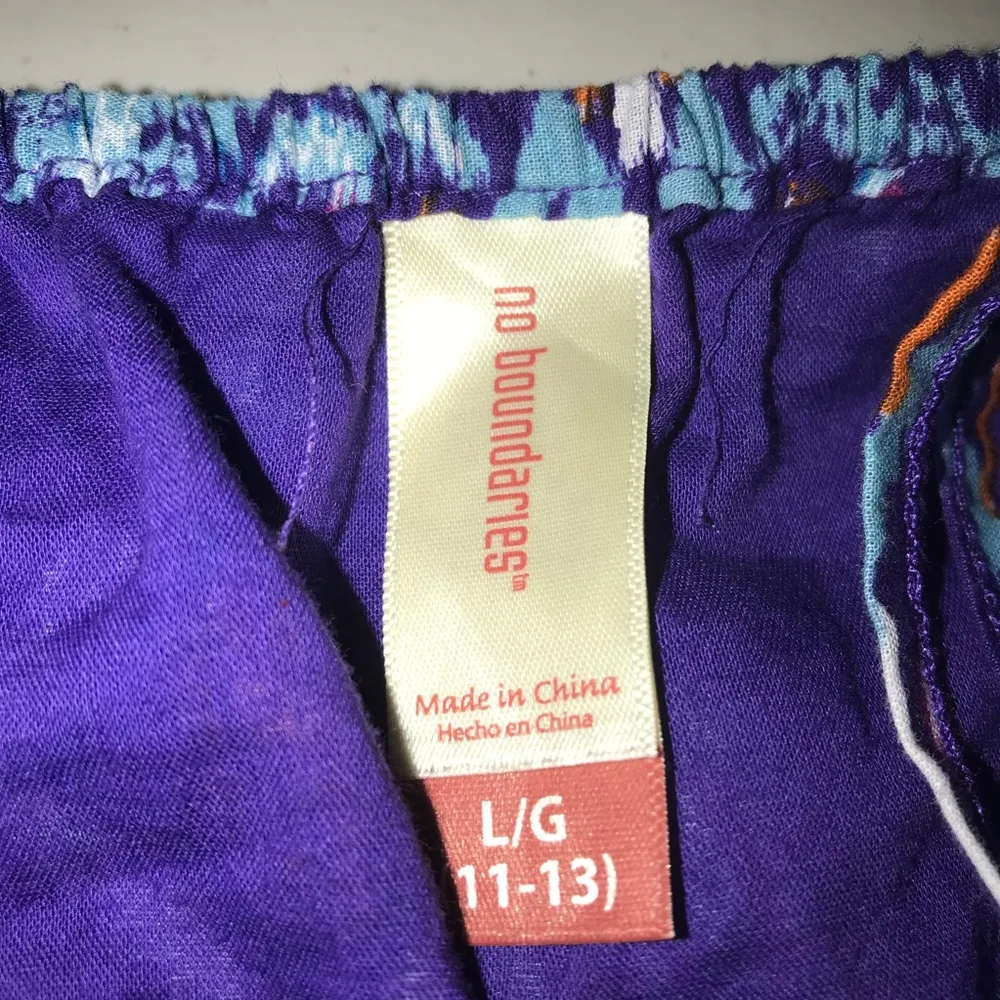 no boundaries™
Made in China
Hecho en China
L/G
11-13)